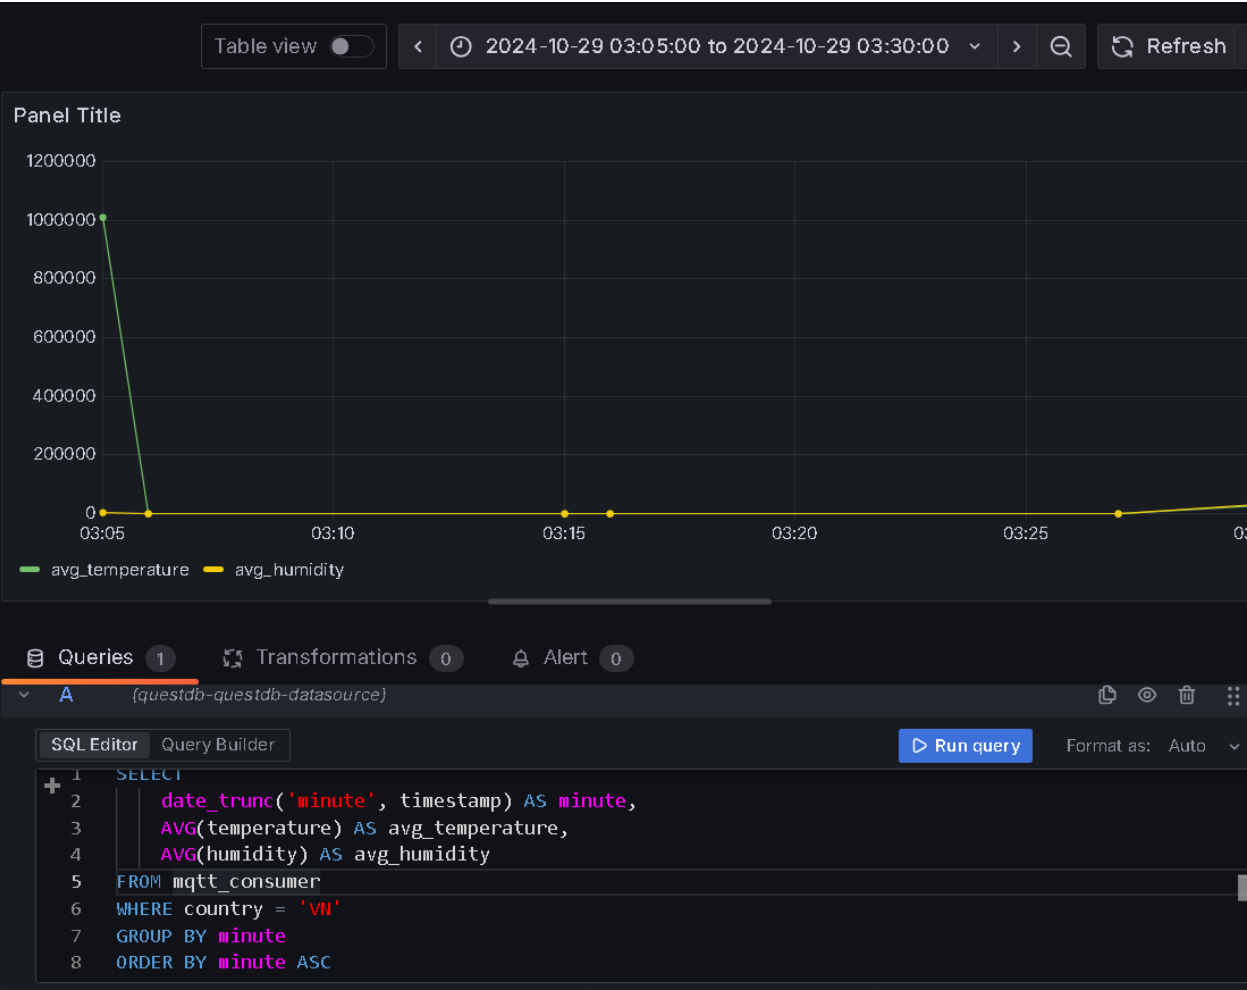 Table view
2024-10-29 03:05:00 to 2024-10-29 03:30:00
Refresh
Panel Title
1200000
1000000
800000
600000
400000
200000
0
03:05 03:10 03:15 03:20 03:25
avg_temperature avg_humidity
Queries 1 Transformations 0 Alert 0
A (questdb-questdb-datasource)
SQL Editor Query Builder Run query Format as: Auto
1 SELECT
2 date_trunc('minute', timestamp) AS minute,
3 AVG(temperature) AS avg_temperature,
4 AVG(humidity) AS avg_humidity
5 FROM mqtt_consumer
6 WHERE country = 'VN'
7 GROUP BY minute
8 ORDER BY minute ASC